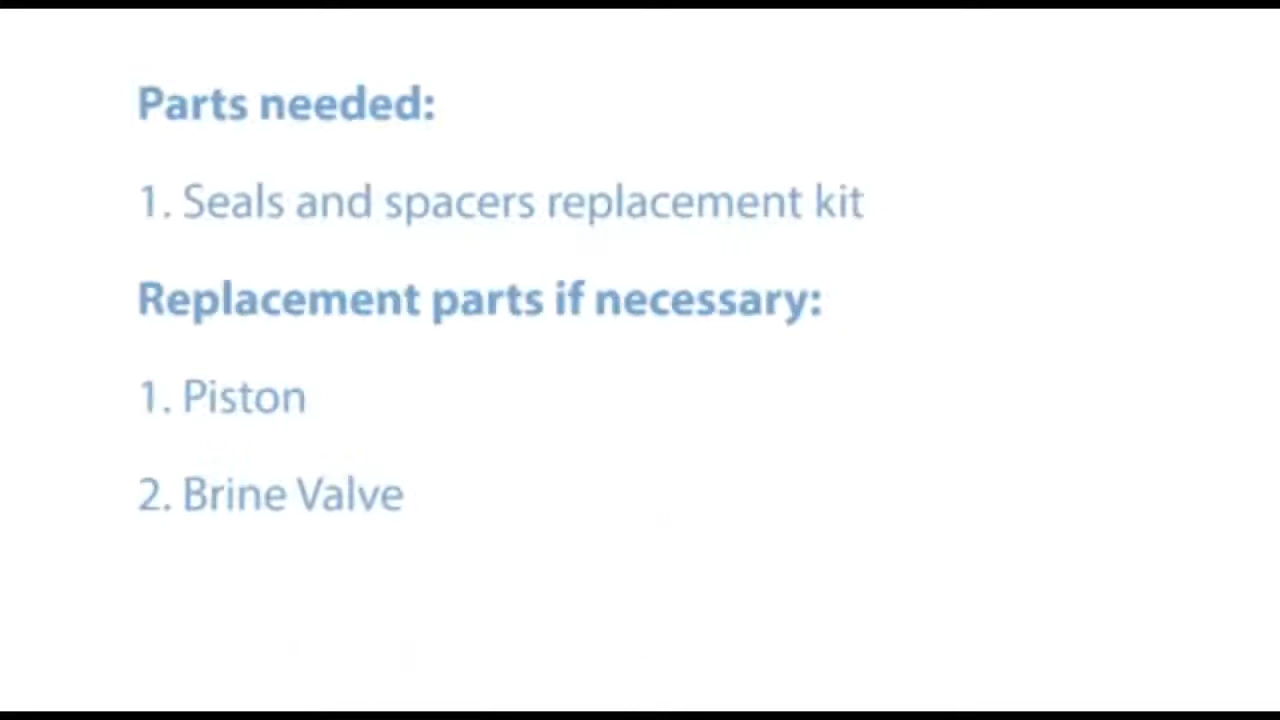 Parts needed:
1. Seals and spacers replacement kit
Replacement parts if necessary:
1. Piston
2. Brine Valve